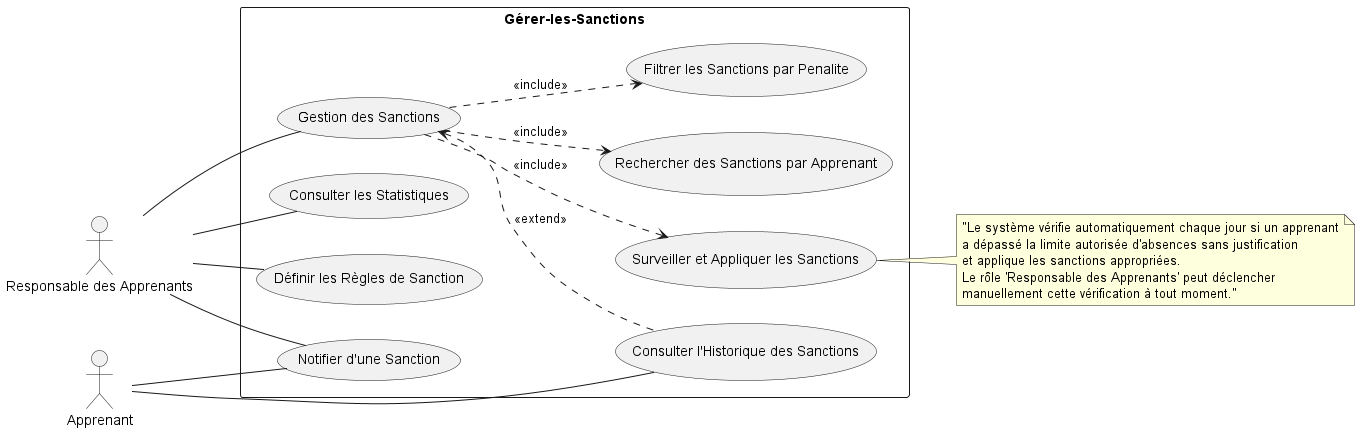 Gérer-les-Sanctions
Filtrer les Sanctions par Penalite
«include»
Gestion des Sanctions
«include»
Rechercher des Sanctions par Apprenant
«include»
Consulter les Statistiques
«extend»
Surveiller et Appliquer les Sanctions
"Le système vérifie automatiquement chaque jour si un apprenant
a dépassé la limite autorisée d'absences sans justification
et applique les sanctions appropriées.
Le rôle 'Responsable des Apprenants' peut déclencher
manuellement cette vérification à tout moment."
Définir les Règles de Sanction
Responsable des Apprenants
Consulter l'Historique des Sanctions
Notifier d'une Sanction
Apprenant